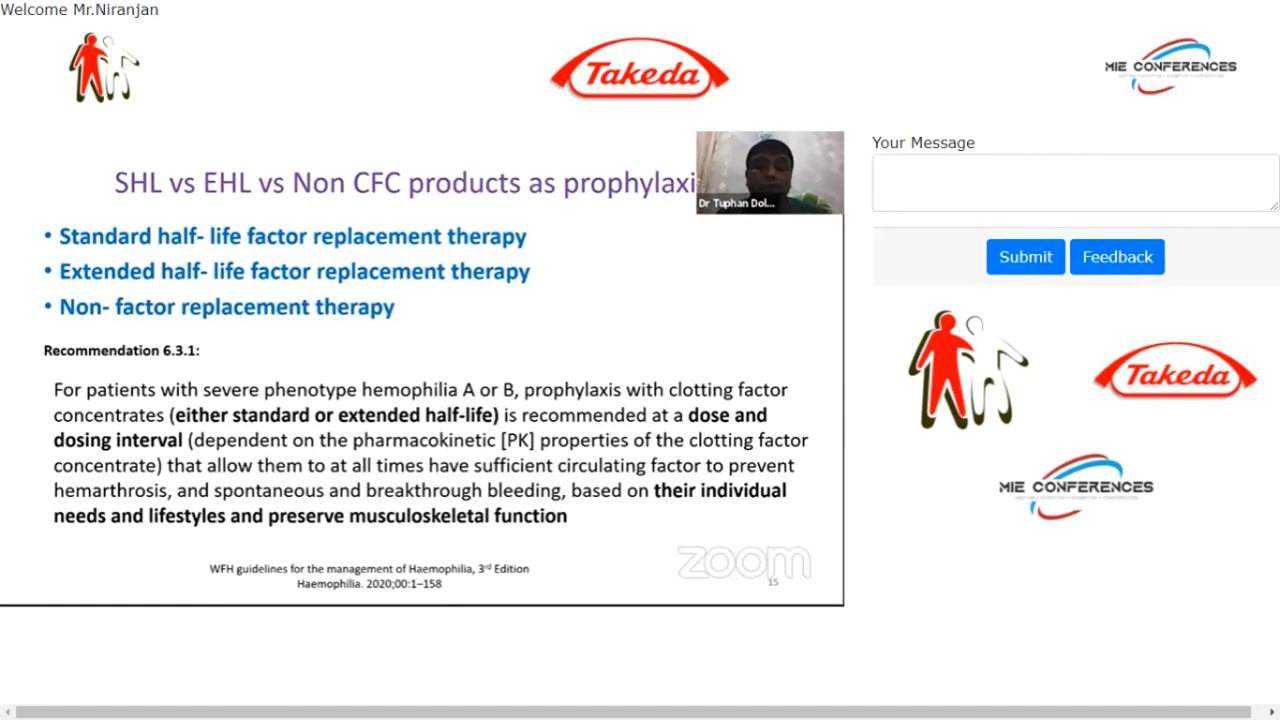 Welcome Mr.Niranjan
Takeda
MIE CONFERENCES
SHL vs EHL vs Non CFC products as prophylaxi
Dr Tuphan Dol...
• Standard half- life factor replacement therapy
• Extended half- life factor replacement therapy
• Non- factor replacement therapy
Recommendation 6.3.1:
For patients with severe phenotype hemophilia A or B, prophylaxis with clotting factor
concentrates (either standard or extended half-life) is recommended at a dose and
dosing interval (dependent on the pharmacokinetic [PK] properties of the clotting factor
concentrate) that allow them to at all times have sufficient circulating factor to prevent
hemarthrosis, and spontaneous and breakthrough bleeding, based on their individual
needs and lifestyles and preserve musculoskeletal function
WFH guidelines for the management of Haemophilia, 3rd Edition
Haemophilia. 2020;00:1–158
zoom
15
Your Message
Submit
Feedback
Takeda
MIE CONFERENCES